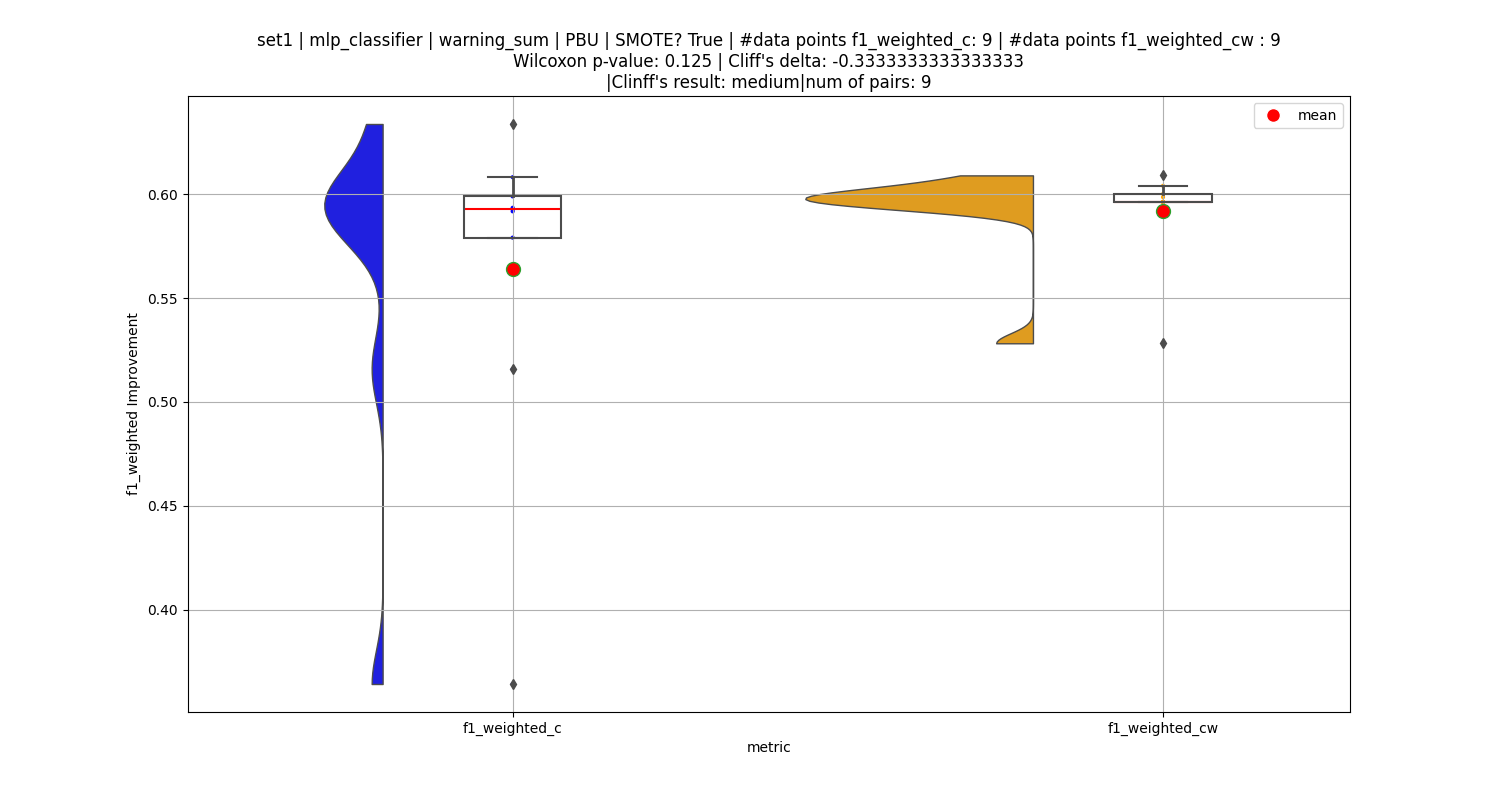 set1 | mlp_classifier | warning_sum | PBU | SMOTE? True | #data points f1_weighted_c: 9 | #data points f1_weighted_cw : 9
Wilcoxon p-value: 0.125 | Cliff's delta: -0.3333333333333333
|Clinff's result: medium|num of pairs: 9
mean
0.60
0.55
0.50
0.45
0.40
f1_weighted Improvement
f1_weighted_c
f1_weighted_cw
metric